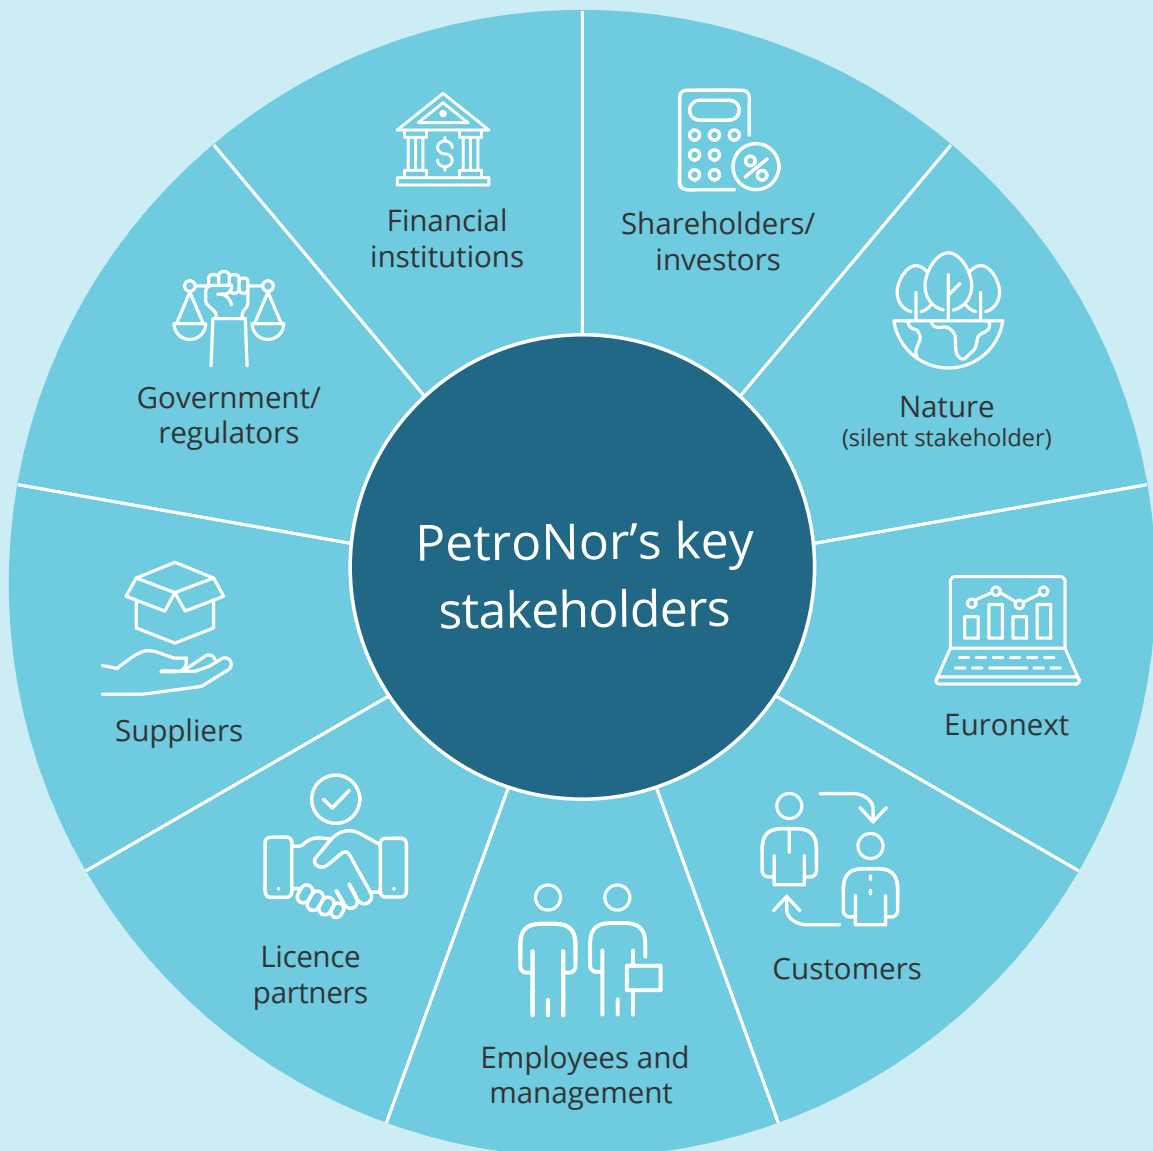 Financial
institutions
Shareholders/
investors
Nature
(silent stakeholder)
Euronext
Customers
Employees and
management
Licence
partners
Suppliers
Government/
regulators
PetroNor’s key
stakeholders